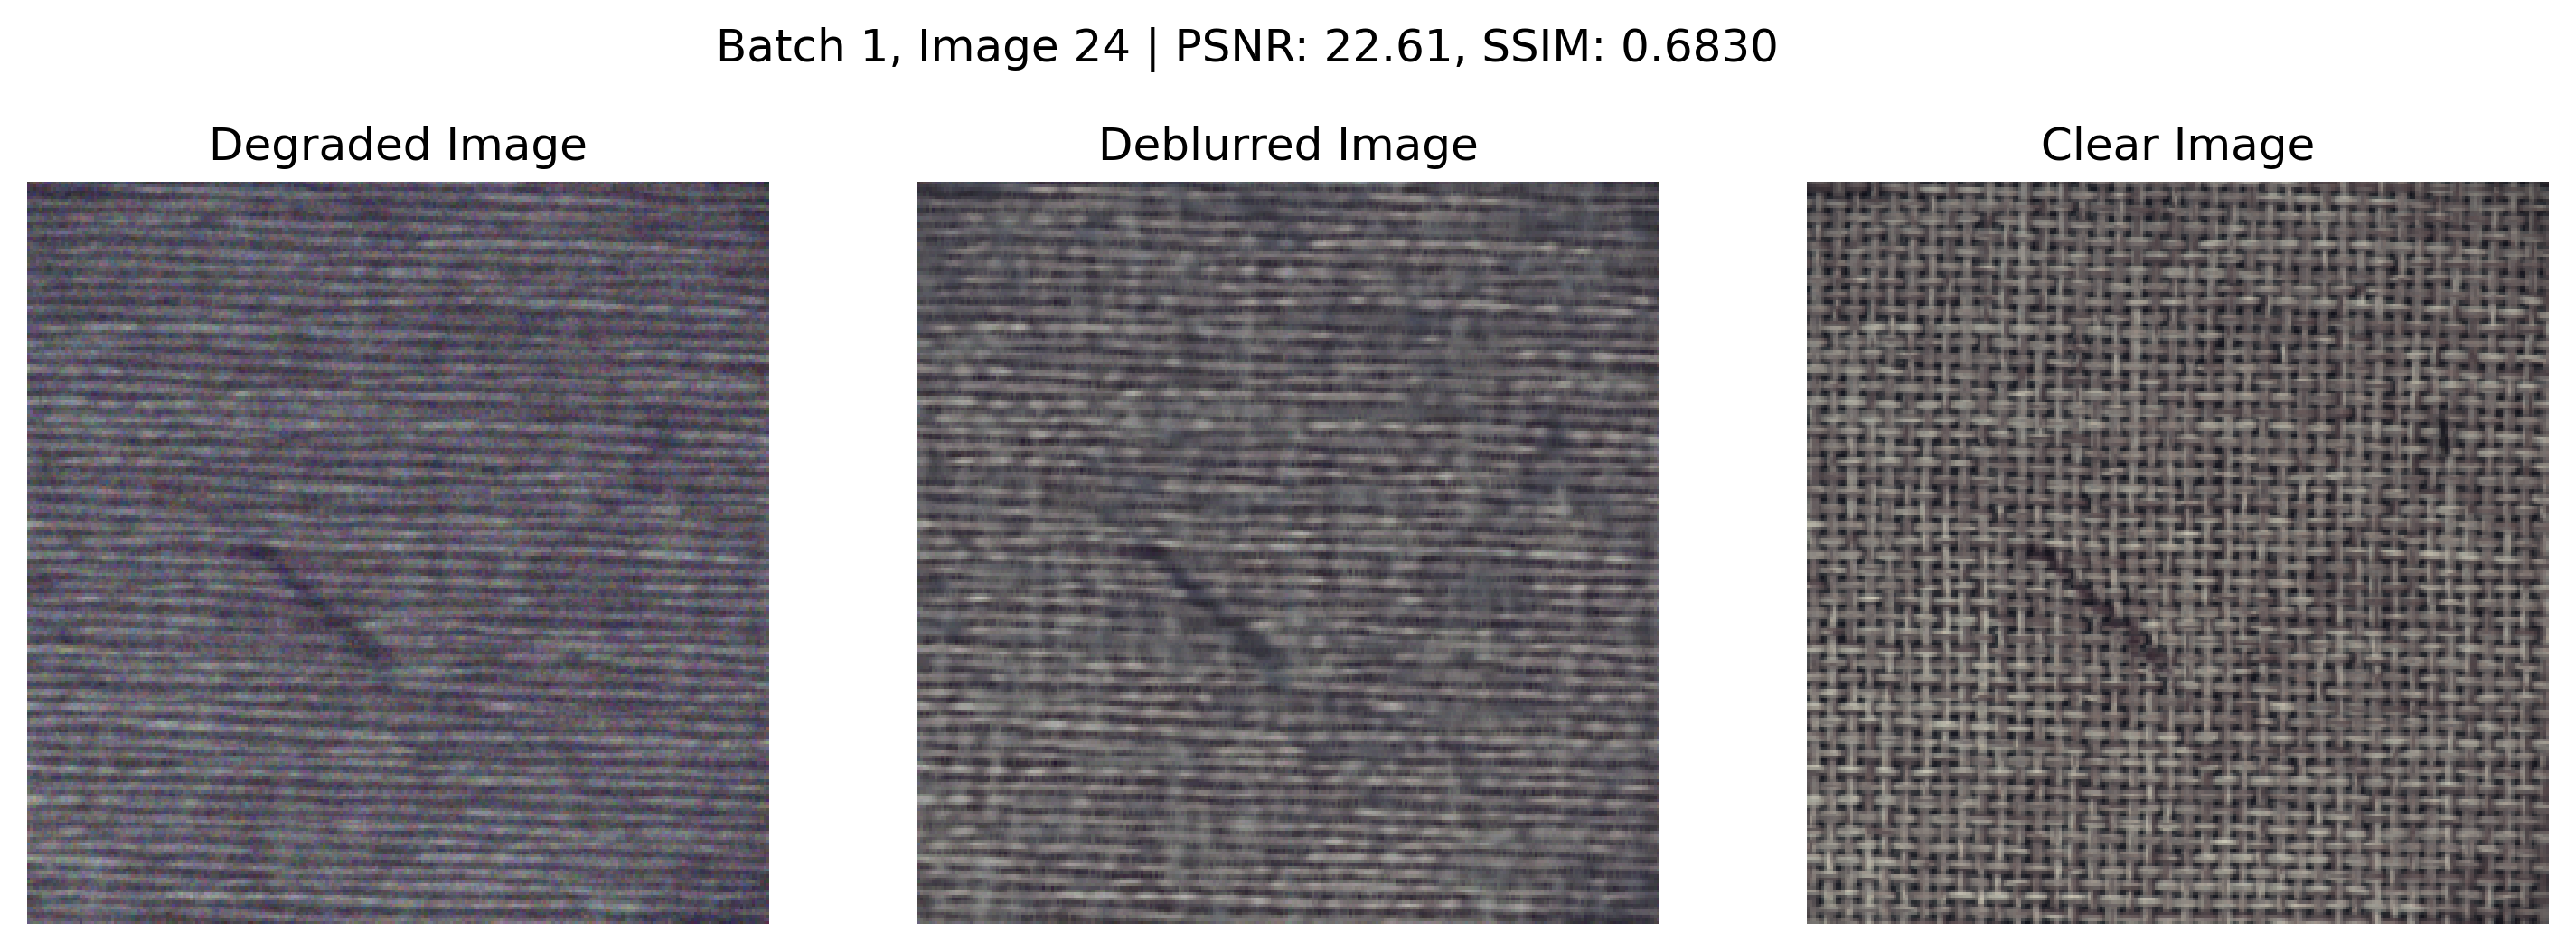 Batch 1, Image 24 | PSNR: 22.61, SSIM: 0.6830
Degraded Image
Deblurred Image
Clear Image